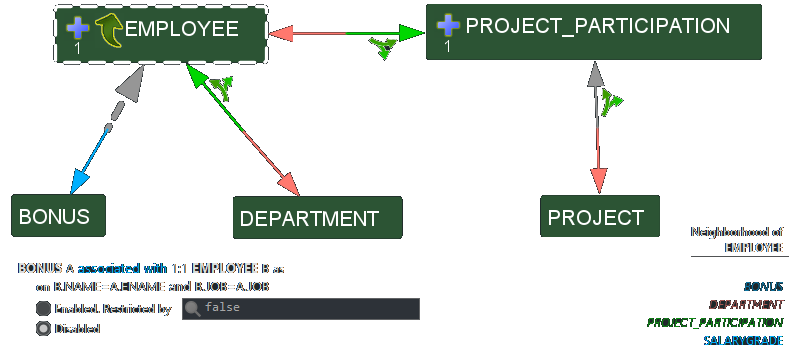 EMPLOYEE
1
PROJECT_PARTICIPATION
1
BONUS
DEPARTMENT
PROJECT
Neighborhood of
EMPLOYEE
BONUS A associated with 1:1 EMPLOYEE B as
on B.NAME=A.ENAME and B.JOB=A.JOB
Enabled. Restricted by false
Disabled
BONUS
DEPARTMENT
PROJECT_PARTICIPATION
SALARYGRADE